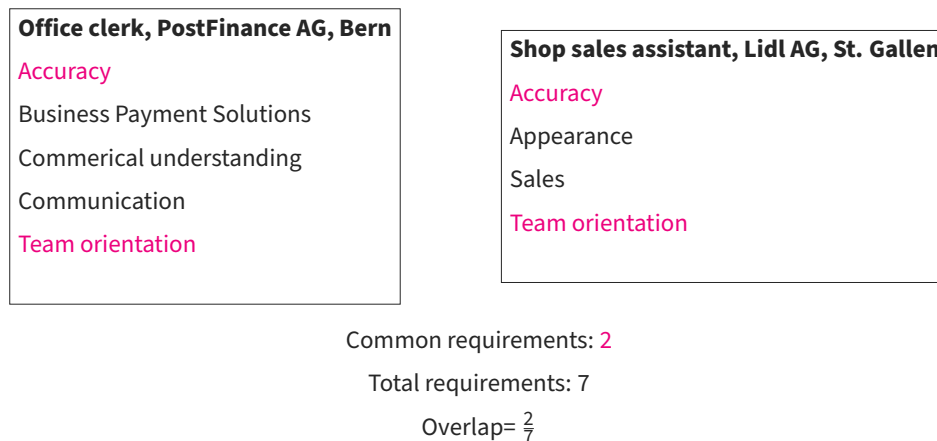 Office clerk, PostFinance AG, Bern
Accuracy
Business Payment Solutions
Commerical understanding
Communication
Team orientation
Shop sales assistant, Lidl AG, St. Gallen
Accuracy
Appearance
Sales
Team orientation
Common requirements: 2
Total requirements: 7
Overlap= 2/7